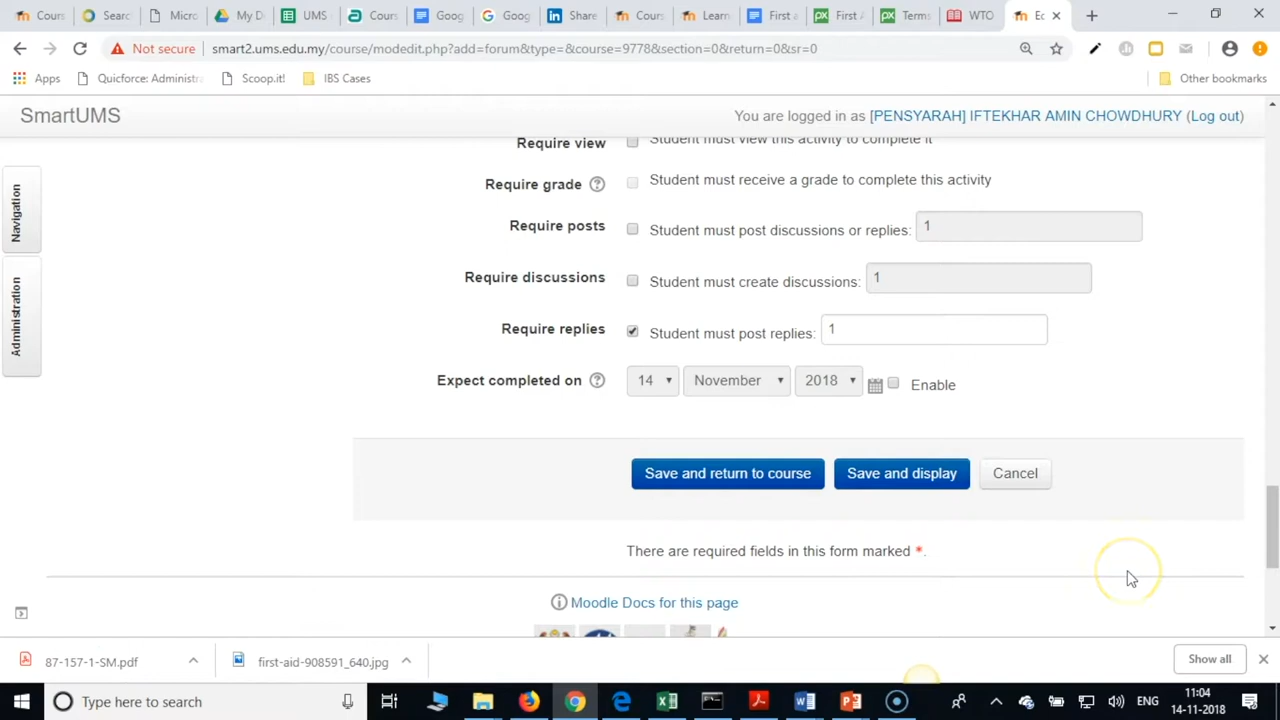 Cours
Searc
Micro
My D
UMS
Cours
Goog
Goog
Share
Cours
Learn
First a
First A
Terms
WTO
Ec
Not secure smart2.ums.edu.my/course/modedit.php?add=forum&type=&course=9778&section=0&return=0&sr=0
Apps Quicforce: Administra Scoop.it! IBS Cases Other bookmarks
SmartUMS You are logged in as [PENSYARAH] IFTEKHAR AMIN CHOWDHURY (Log out)
Navigation
Administration
Require view Student must view this activity to complete it
Require grade Student must receive a grade to complete this activity
Require posts Student must post discussions or replies: 1
Require discussions Student must create discussions: 1
Require replies Student must post replies: 1
Expect completed on 14 November 2018 Enable
Save and return to course Save and display Cancel
There are required fields in this form marked *.
Moodle Docs for this page
87-157-1-SM.pdf first-aid-908591_640.jpg Show all
Type here to search ENG 11:04
14-11-2018